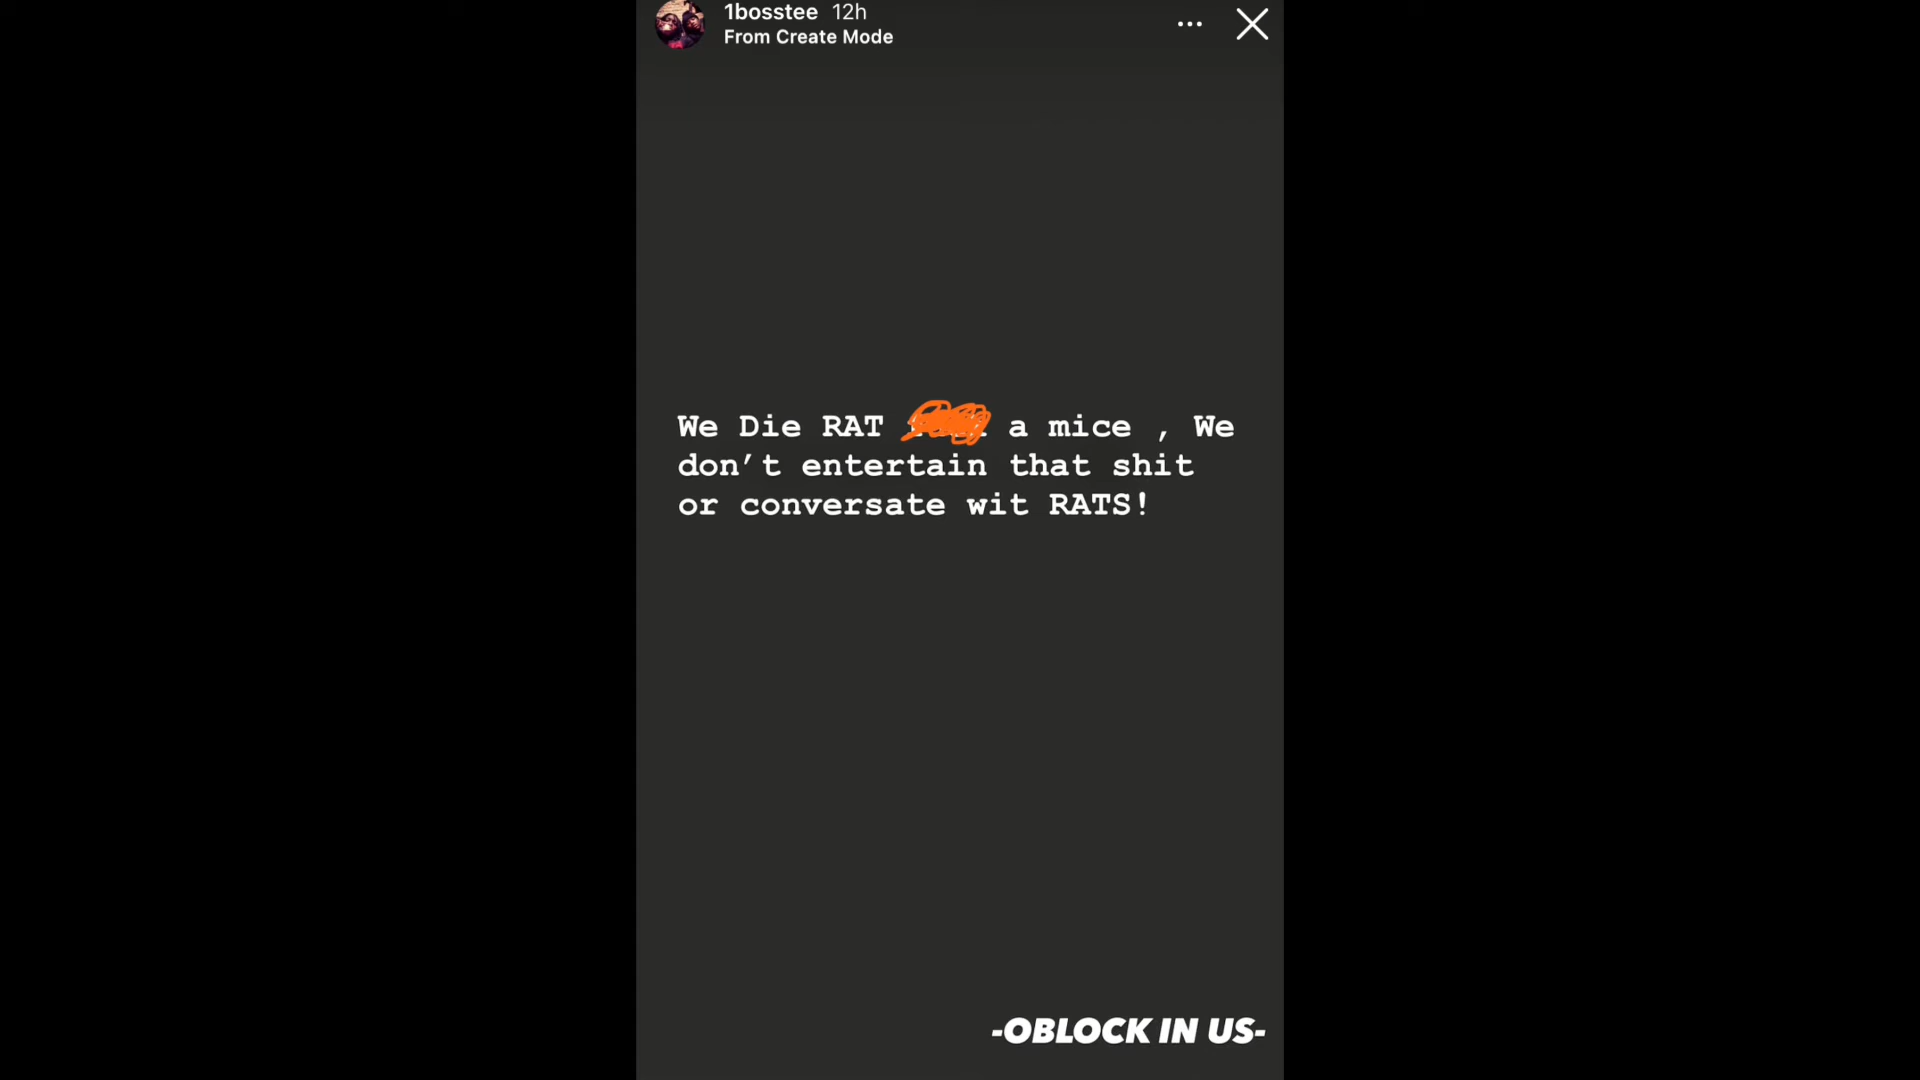 1bosstee 12h
From Create Mode
We Die RAT a mice , We
don’t entertain that shit
or conversate wit RATS!
-OBLOCK IN US-